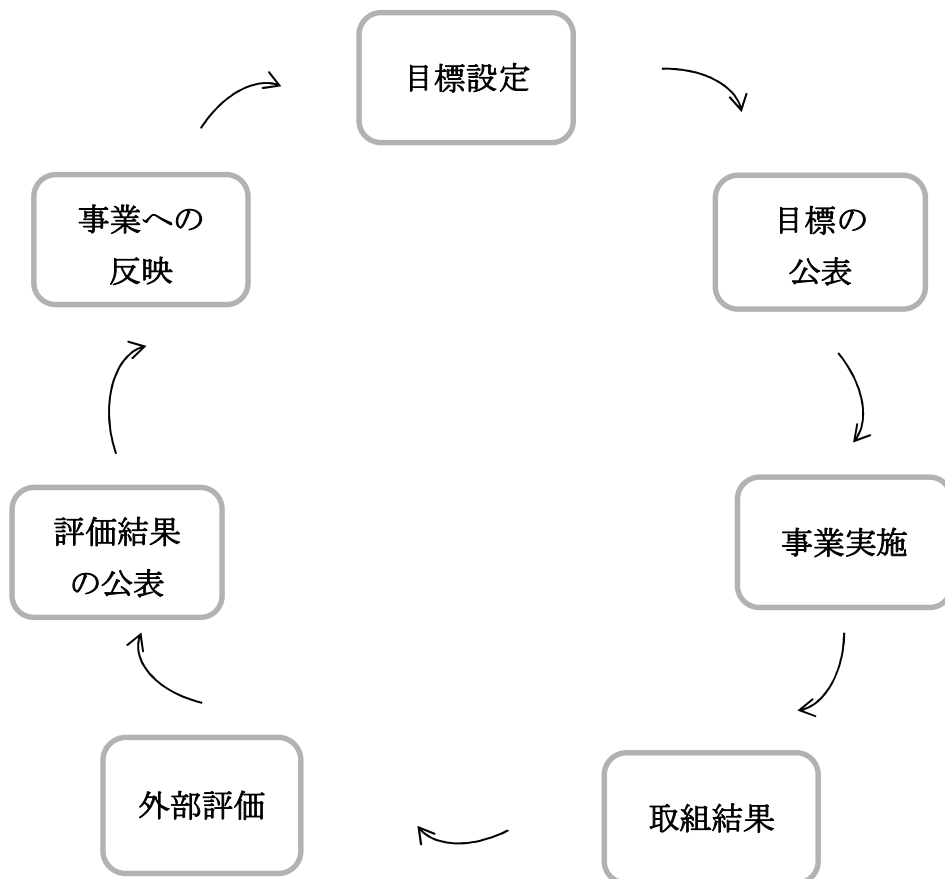 目標設定
目標の
公表
事業実施
取組結果
外部評価
評価結果
の公表
事業への
反映